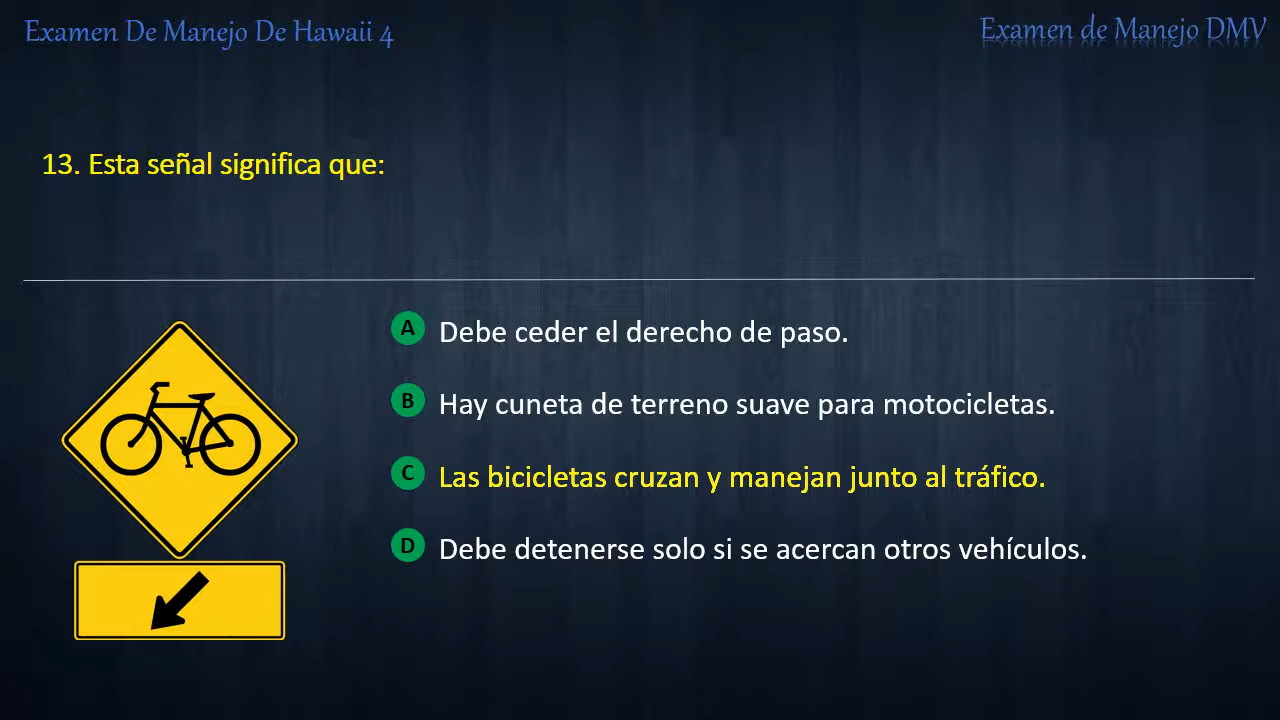 Examen De Manejo De Hawaii 4
Examen de Manejo DMV
13. Esta señal significa que:
A Debe ceder el derecho de paso.
B Hay cuneta de terreno suave para motocicletas.
C Las bicicletas cruzan y manejan junto al tráfico.
D Debe detenerse solo si se acercan otros vehículos.